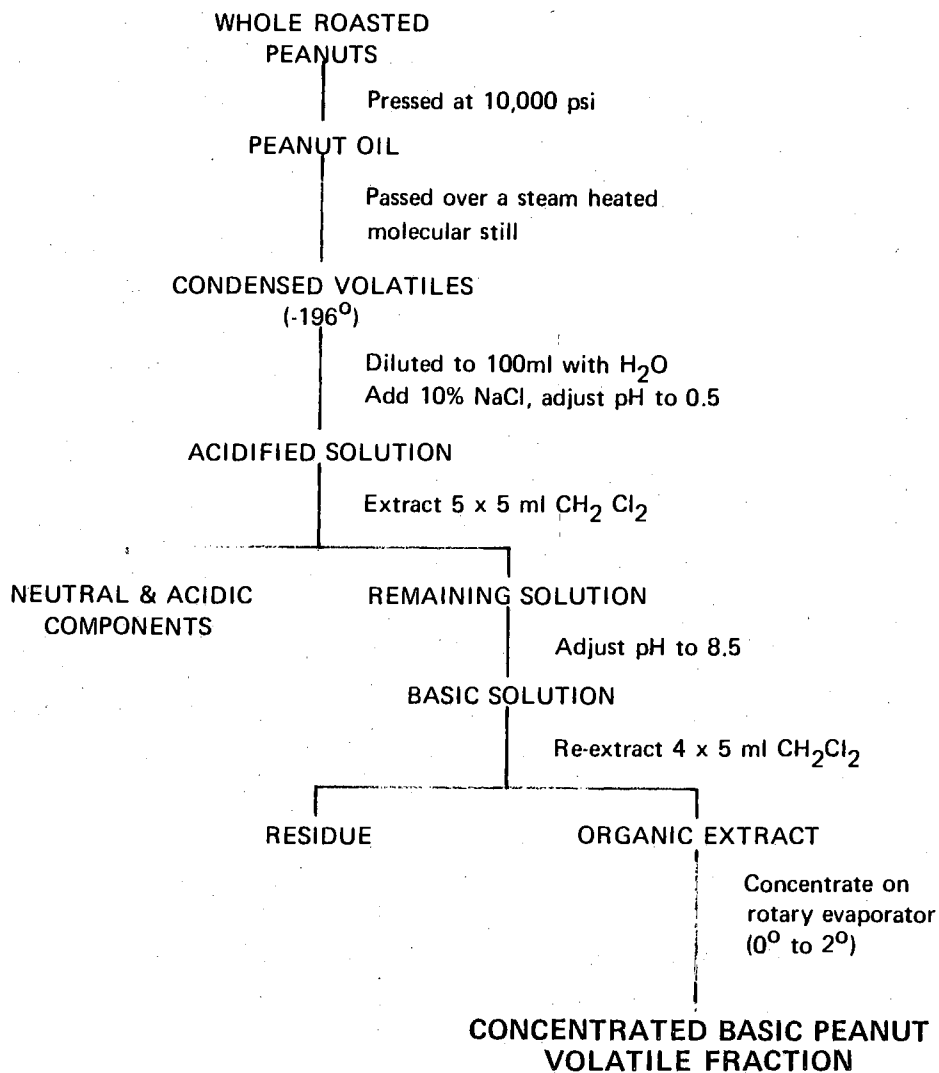 WHOLE ROASTED
PEANUTS
Pressed at 10,000 psi
PEANUT OIL
Passed over a steam heated
molecular still
CONDENSED VOLATILES
(-196°)
Diluted to 100ml with H₂O
Add 10% NaCl, adjust pH to 0.5
ACIDIFIED SOLUTION
Extract 5 x 5 ml CH₂ Cl₂
NEUTRAL & ACIDIC
COMPONENTS
REMAINING SOLUTION
Adjust pH to 8.5
BASIC SOLUTION
Re-extract 4 x 5 ml CH₂Cl₂
RESIDUE
ORGANIC EXTRACT
Concentrate on
rotary evaporator
(0° to 2°)
CONCENTRATED BASIC PEANUT
VOLATILE FRACTION